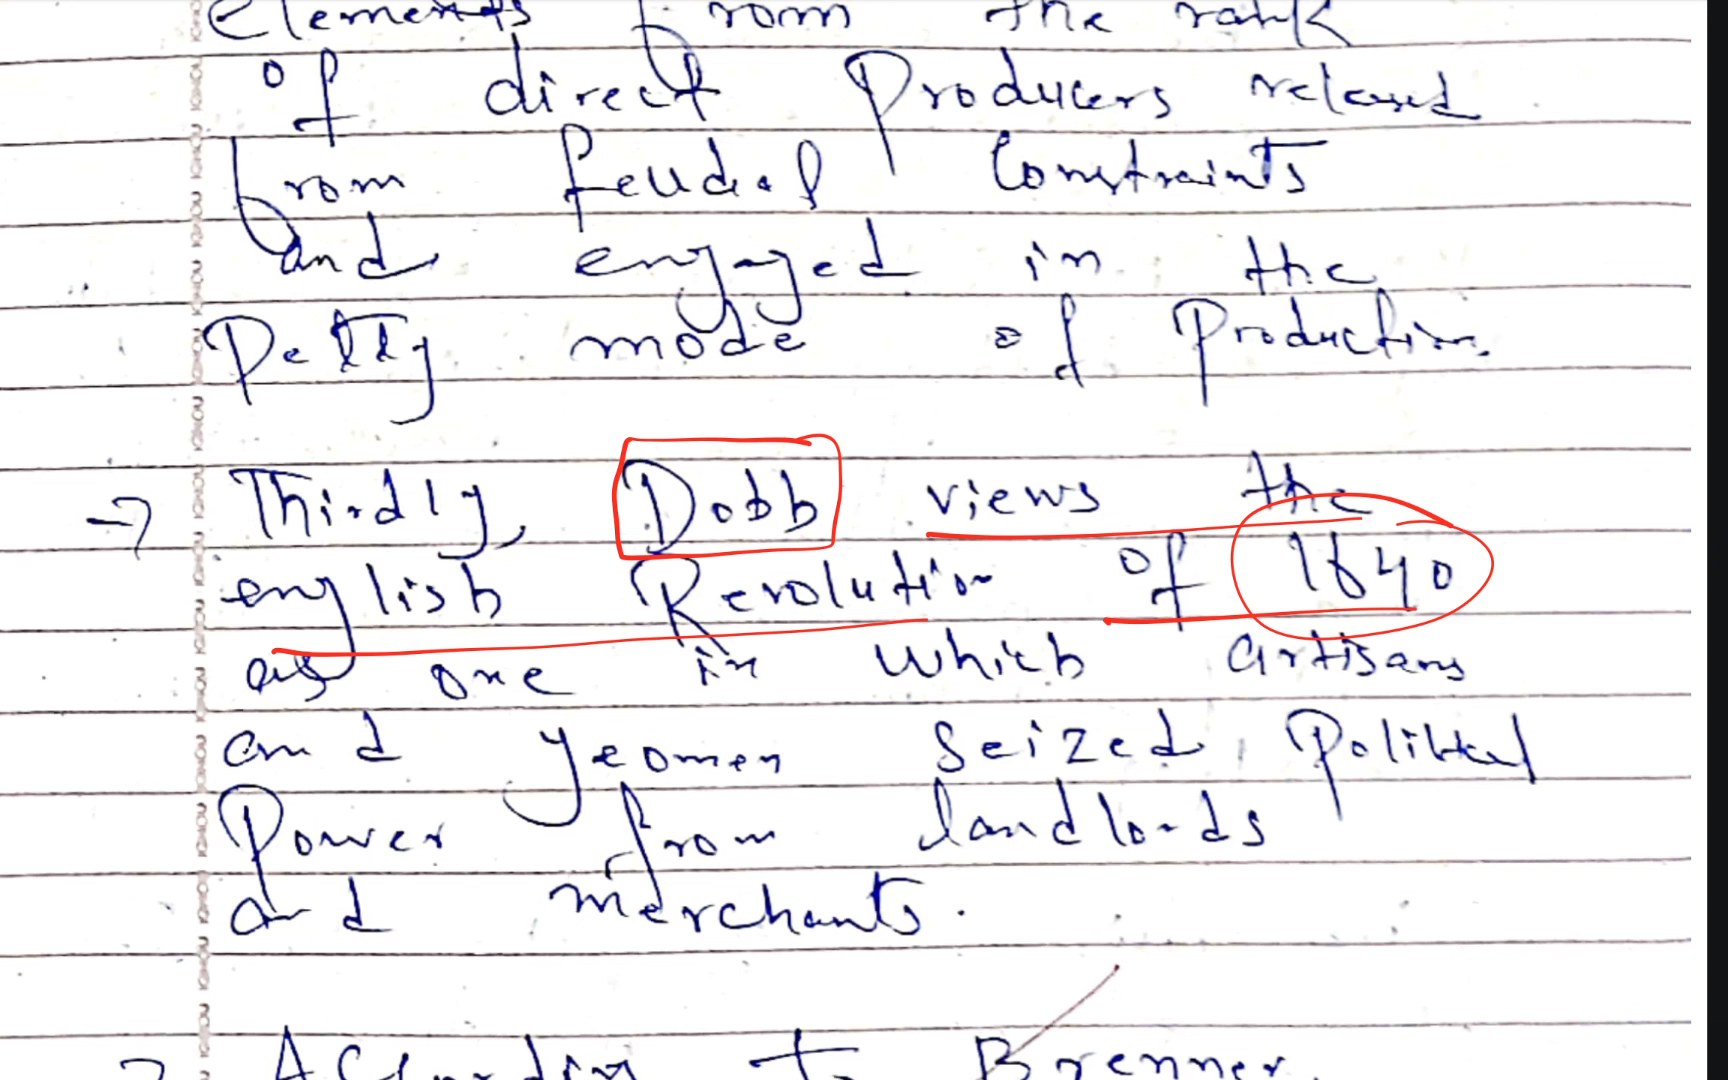 elements from the rank
of direct Producers released
from feudal Constraints
and engaged in the
Petty mode of Production.
→ Thirdly, Dobb views the
english Revolution of 1640
as one in which artisans
and yeomen seized Political
Power from landlords
and merchants.
→ According to Brenner,